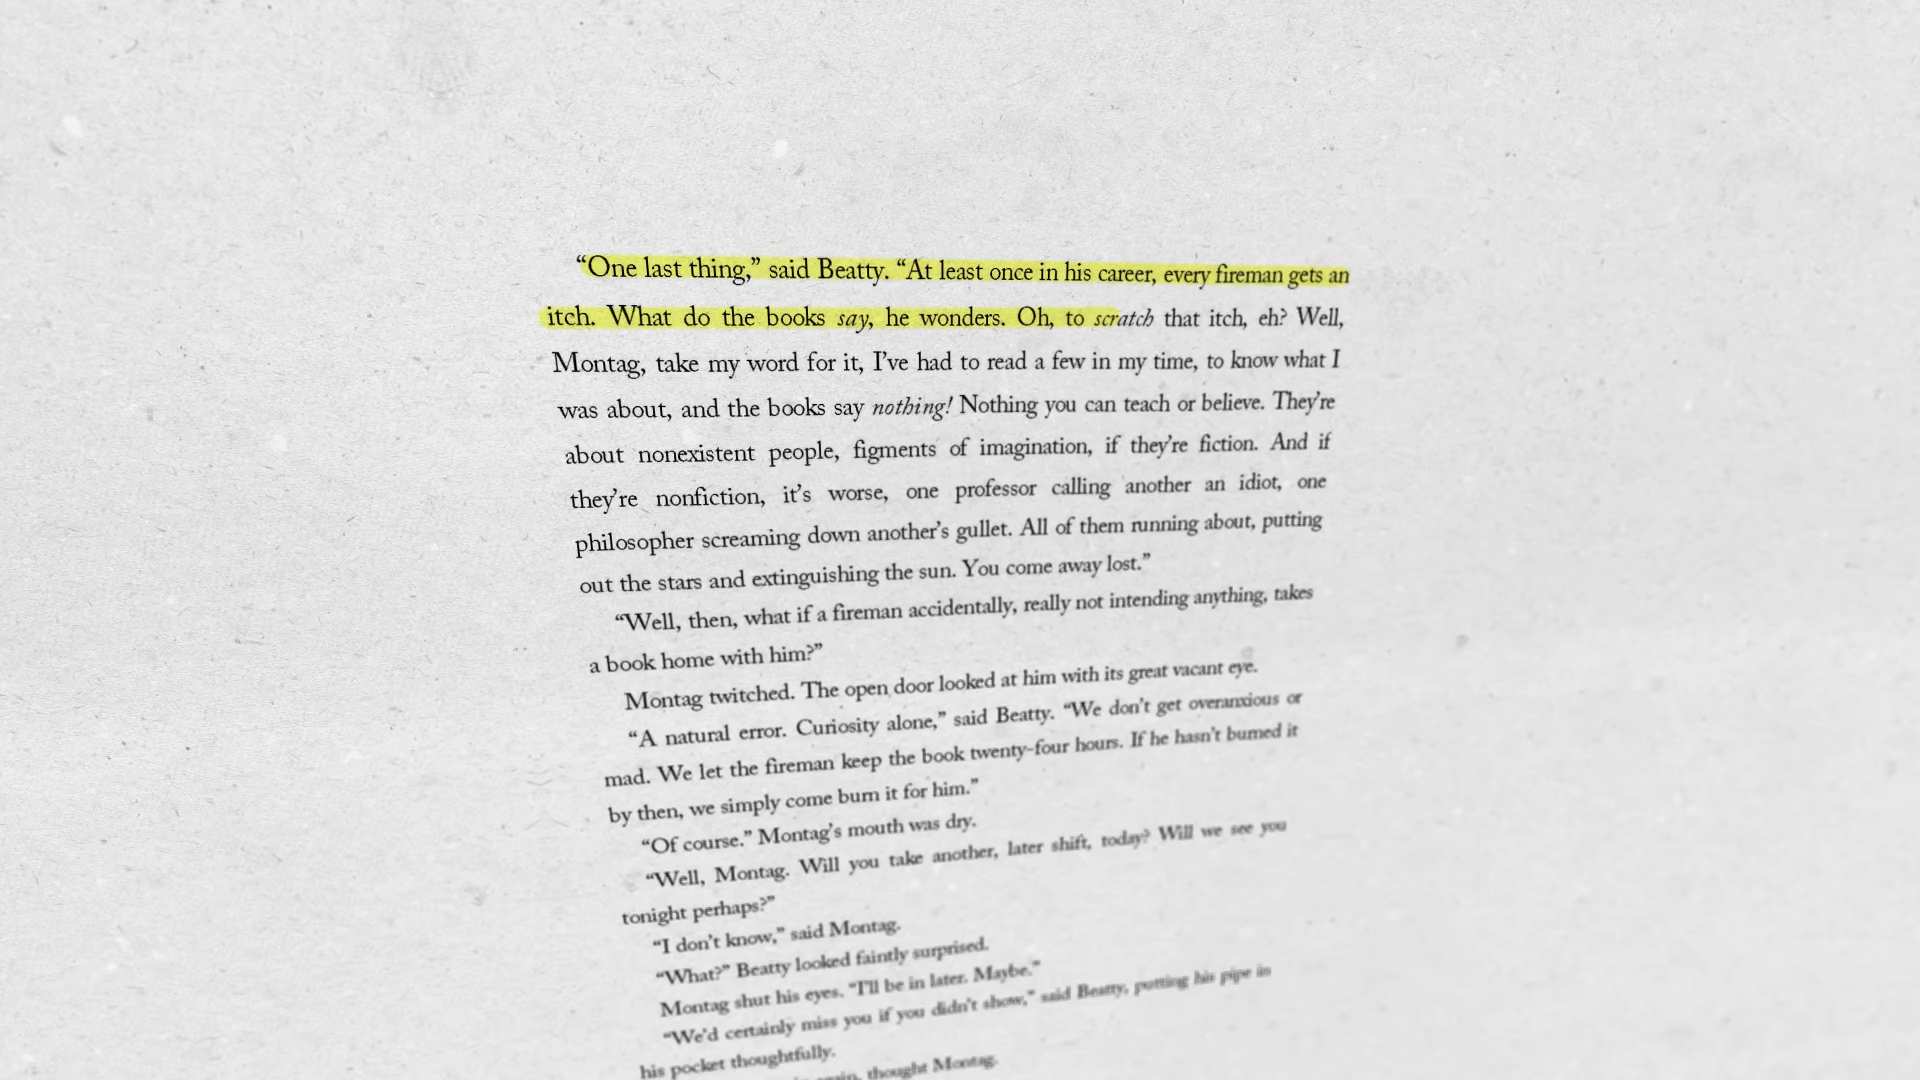 “One last thing,” said Beatty. “At least once in his career, every fireman gets an
itch. What do the books say, he wonders. Oh, to scratch that itch, eh? Well,
Montag, take my word for it, I’ve had to read a few in my time, to know what I
was about, and the books say nothing! Nothing you can teach or believe. They’re
about nonexistent people, figments of imagination, if they’re fiction. And if
they’re nonfiction, it’s worse, one professor calling another an idiot, one
philosopher screaming down another’s gullet. All of them running about, putting
out the stars and extinguishing the sun. You come away lost.”
“Well, then, what if a fireman accidentally, really not intending anything, takes
a book home with him?”
Montag twitched. The open door looked at him with its great vacant eye.
“A natural error. Curiosity alone,” said Beatty. “We don’t get overanxious or
mad. We let the fireman keep the book twenty-four hours. If he hasn’t burned it
by then, we simply come burn it for him.”
“Of course.” Montag’s mouth was dry.
“Well, Montag. Will you take another, later shift, today? Will we see you
tonight perhaps?”
“I don’t know,” said Montag.
“What?” Beatty looked faintly surprised.
Montag shut his eyes. “I’ll be in later. Maybe.”
“We’d certainly miss you if you didn’t show,” said Beatty, putting his pipe in
his pocket thoughtfully.
thought Montag.